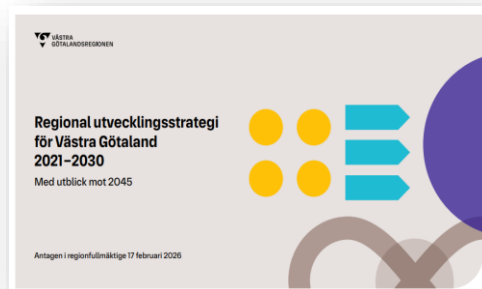 VÄSTRA
GÖTALANDSREGIONEN
Regional utvecklingsstrategi
för Västra Götaland
2021–2030
Med utblick mot 2045
Antagen i regionfullmäktige 17 februari 2026